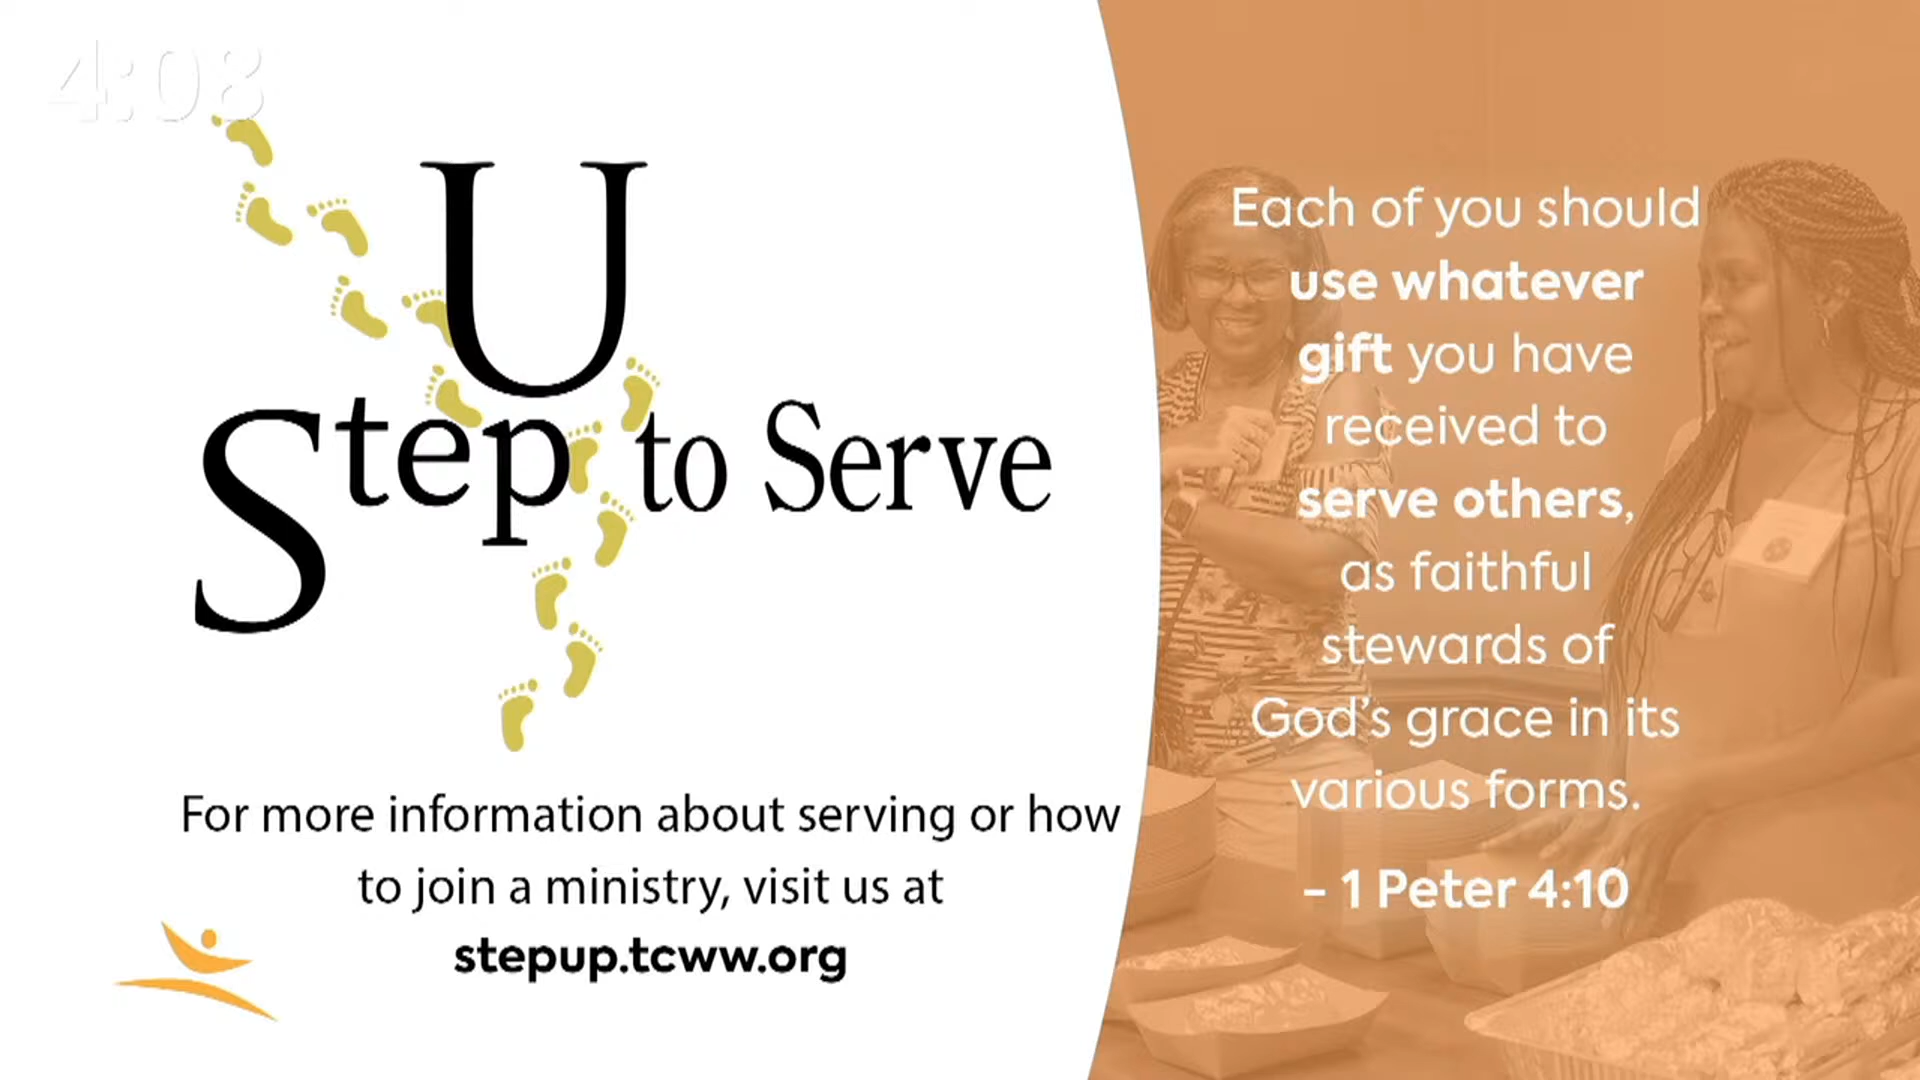 4:08
U
Step to Serve
For more information about serving or how
to join a ministry, visit us at
stepup.tcww.org
Each of you should
use whatever
gift you have
received to
serve others,
as faithful
stewards of
God's grace in its
various forms.
– 1 Peter 4:10